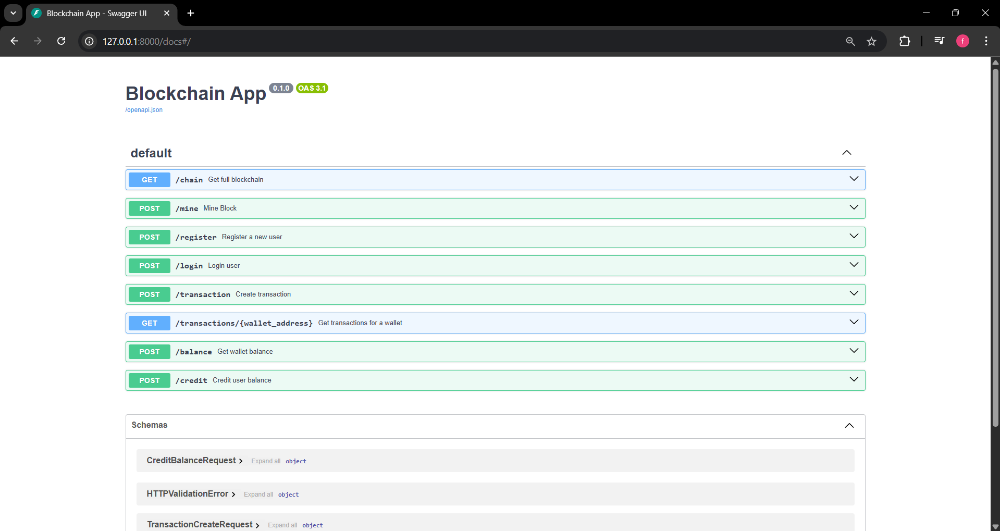 Blockchain App - Swagger UI
127.0.0.1:8000/docs#/
f
Blockchain App 0.1.0 OAS 3.1
/openapi.json
default
GET /chain Get full blockchain
POST /mine Mine Block
POST /register Register a new user
POST /login Login user
POST /transaction Create transaction
GET /transactions/{wallet_address} Get transactions for a wallet
POST /balance Get wallet balance
POST /credit Credit user balance
Schemas
CreditBalanceRequest Expand all object
HTTPValidationError Expand all object
TransactionCreateRequest Expand all object